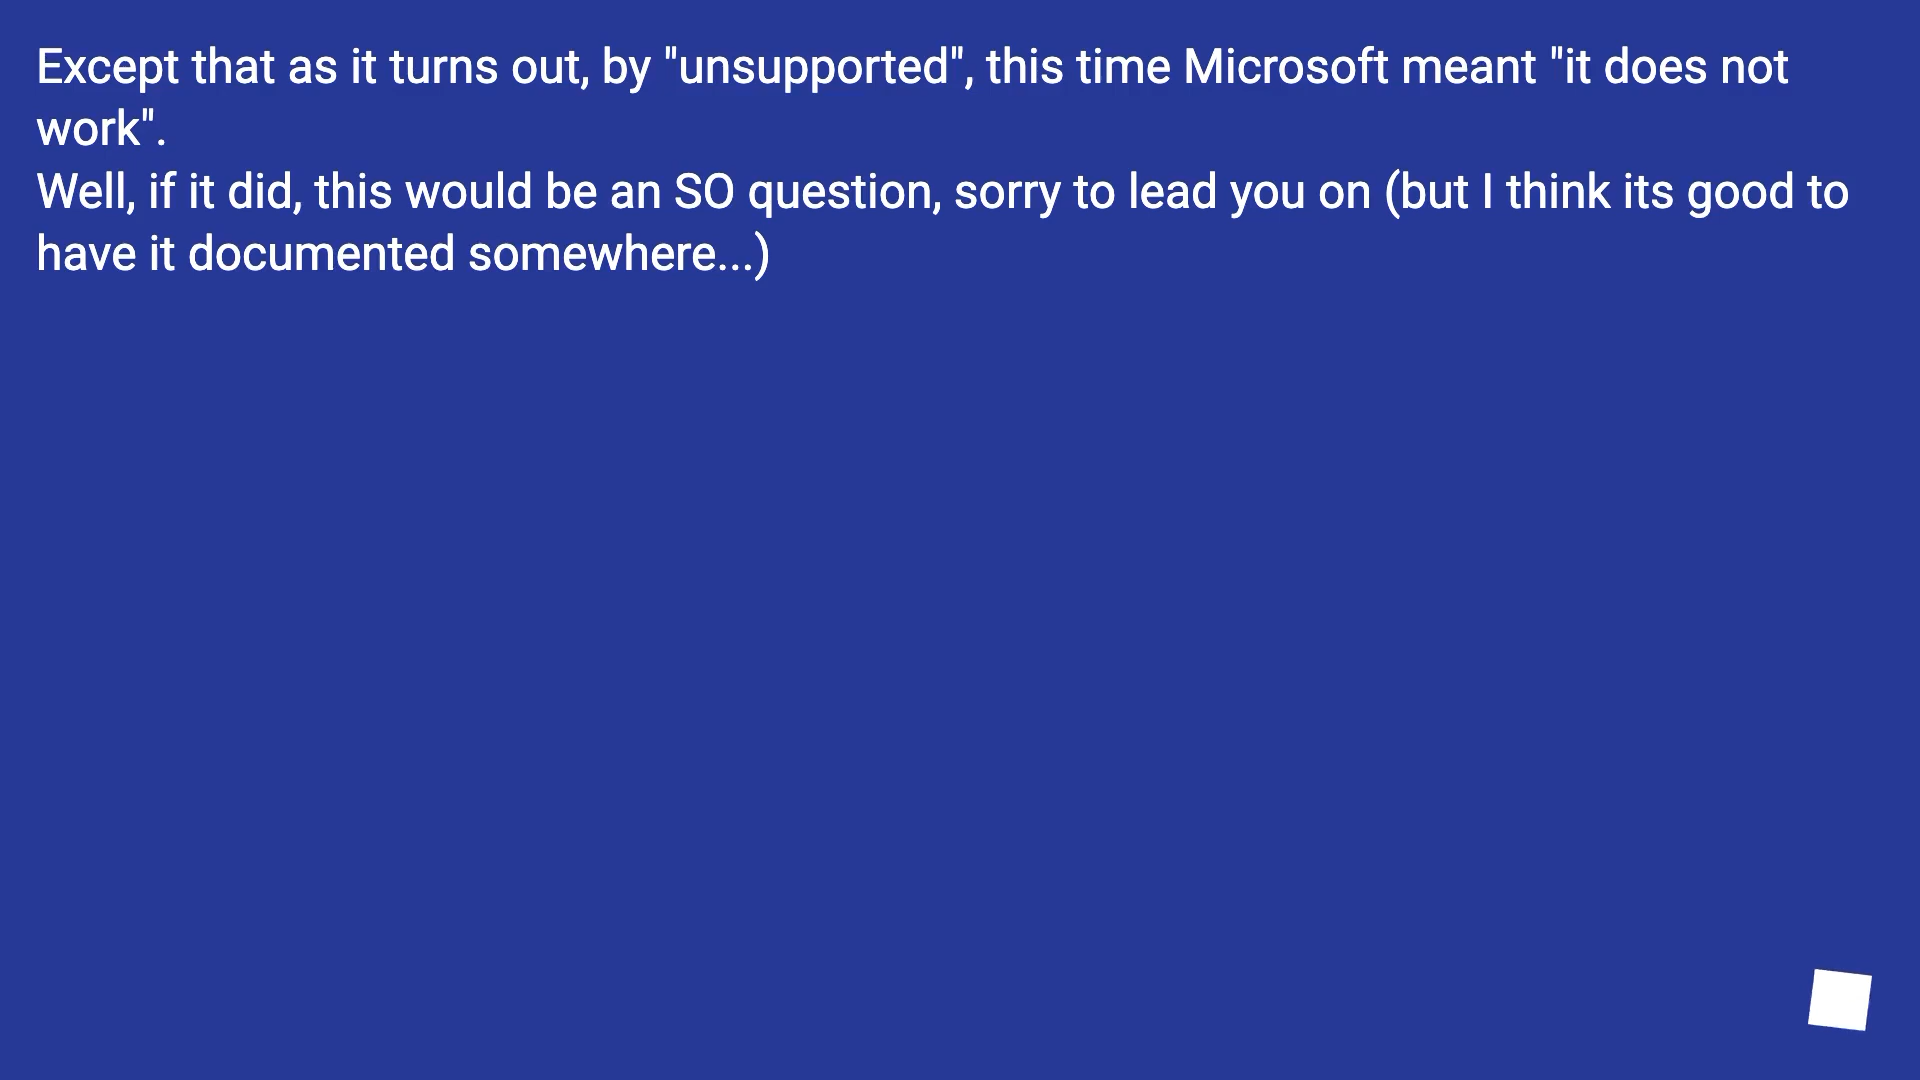 Except that as it turns out, by "unsupported", this time Microsoft meant "it does not
work".
Well, if it did, this would be an SO question, sorry to lead you on (but I think its good to
have it documented somewhere...)